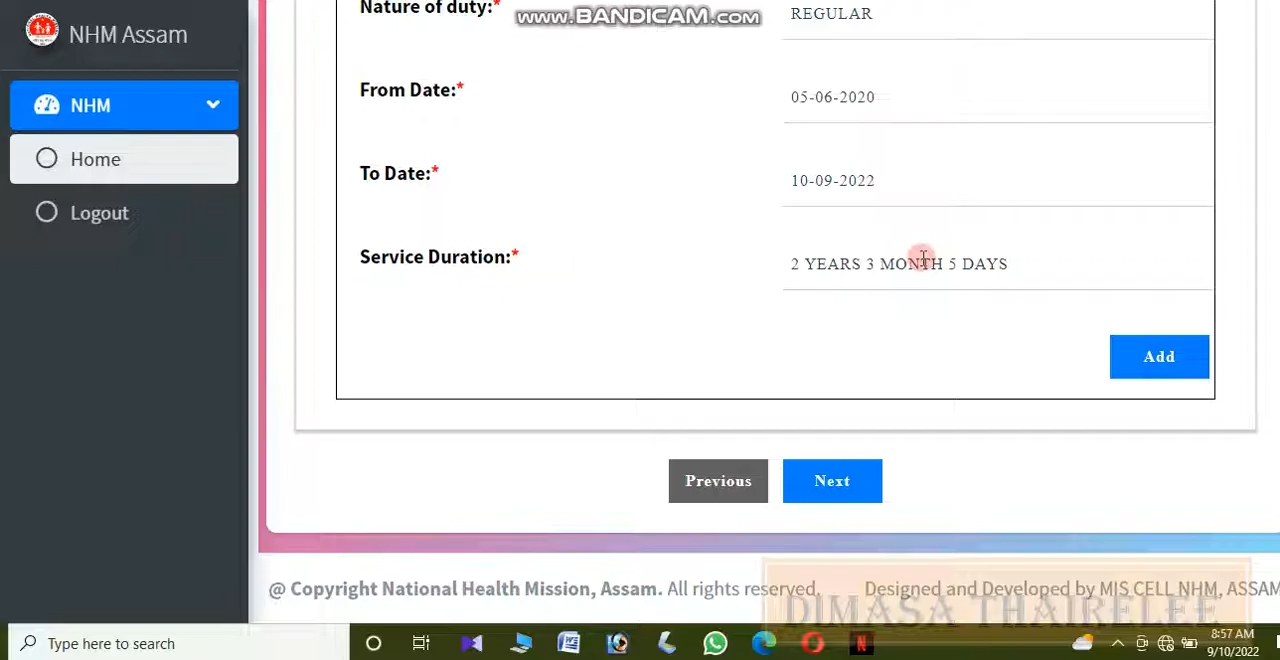 www.BANDICAM.com
NHM Assam
NHM
Home
Logout
Nature of duty:*
REGULAR
From Date:*
05-06-2020
To Date:*
10-09-2022
Service Duration:*
2 YEARS 3 MONTH 5 DAYS
Add
Previous
Next
@ Copyright National Health Mission, Assam. All rights reserved. Designed and Developed by MIS CELL NHM, ASSAM
DIMASA THAIRELEE
Type here to search
8:57 AM
9/10/2022